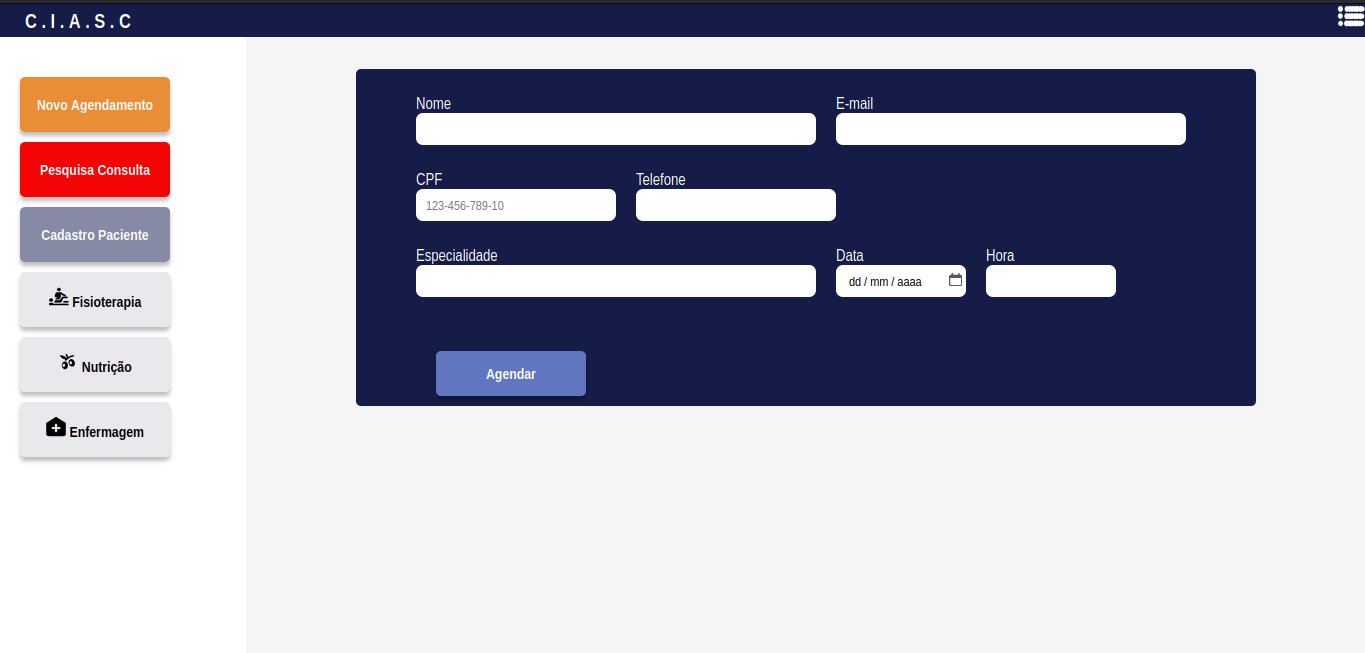 C.I.A.S.C
Novo Agendamento
Pesquisa Consulta
Cadastro Paciente
Fisioterapia
Nutrição
Enfermagem
Nome E-mail
CPF Telefone
123-456-789-10
Especialidade Data Hora
dd / mm / aaaa
Agendar